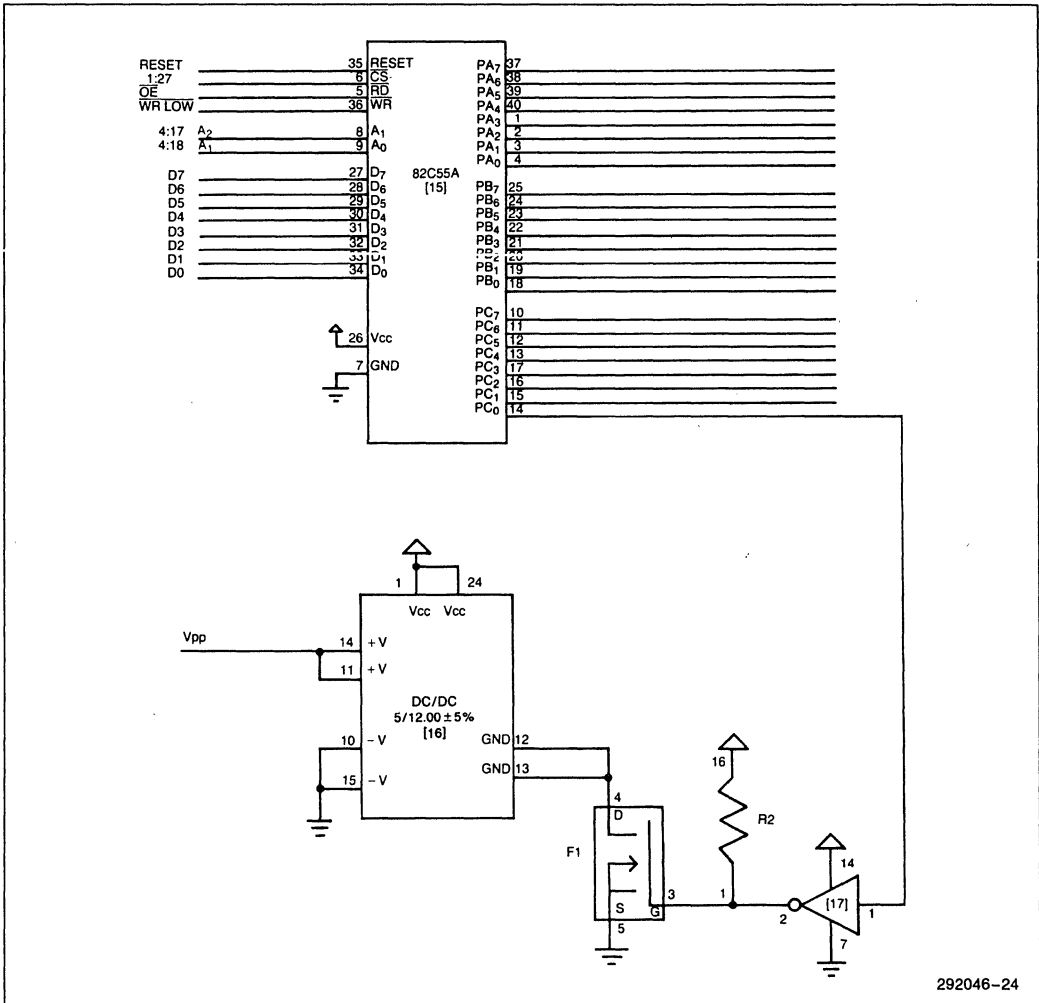 RESET 35 RESET
1:27 6 CS
OE 5 RD
WR LOW 36 WR
4:17 A2 8 A1
4:18 A1 9 A0
D7 27 D7
D6 28 D6
D5 29 D5
D4 30 D4
D3 31 D3
D2 32 D2
D1 33 D1
D0 34 D0
26 Vcc
7 GND
82C55A
[15]
PA7 37
PA6 38
PA5 39
PA4 40
PA3 1
PA2 2
PA1 3
PA0 4
PB7 25
PB6 24
PB5 23
PB4 22
PB3 21
PB2 20
PB1 19
PB0 18
PC7 10
PC6 11
PC5 12
PC4 13
PC3 17
PC2 16
PC1 15
PC0 14
1 24
Vcc Vcc
Vpp 14 +V
11 +V
DC/DC
5/12.00 ± 5%
[16]
10 -V
15 -V
GND 12
GND 13
4
D
F1
S
G
3
5
16
R2
1
2
[17]
14
1
7
292046-24